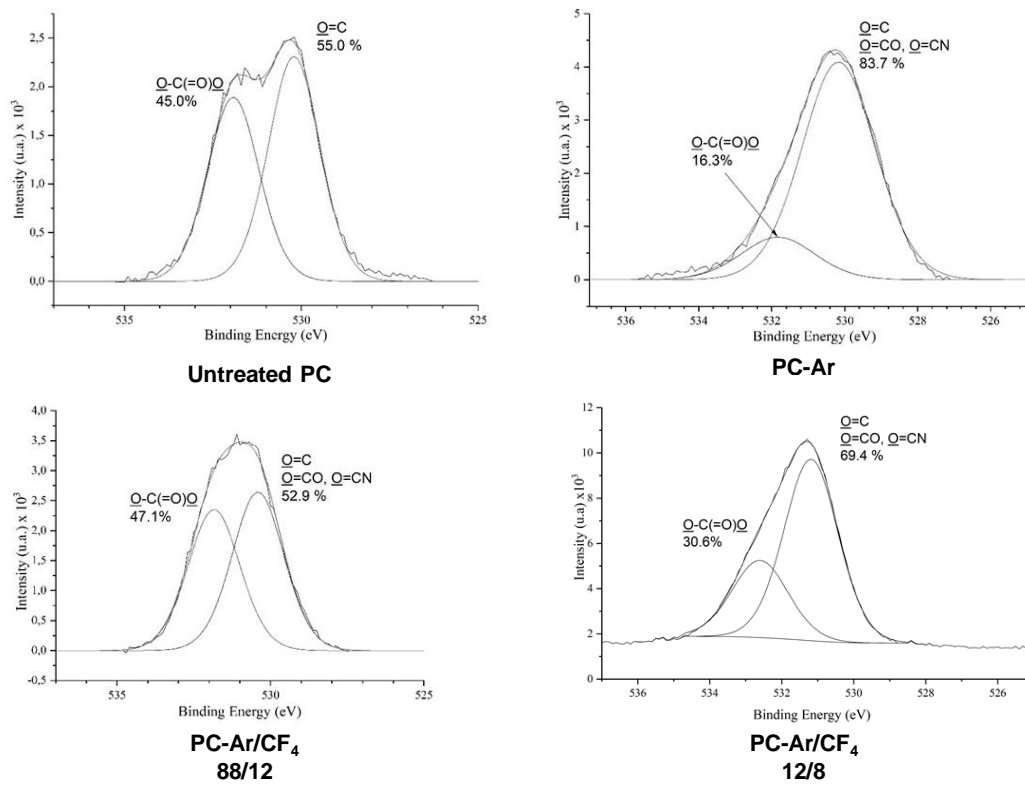 O=C
55.0 %
O-C(=O)O
45.0%
2,5
2,0
1,5
1,0
0,5
0,0
Intensity (u.a.) x 10³
535
530
525
Binding Energy (eV)
Untreated PC
O=C
O=CO, O=CN
83.7 %
O-C(=O)O
16.3%
5
4
3
2
1
0
Intensity (u.a.) x 10³
536
534
532
530
528
526
Binding Energy (eV)
PC-Ar
O=C
O=CO, O=CN
52.9 %
O-C(=O)O
47.1%
4,0
3,5
3,0
2,5
2,0
1,5
1,0
0,5
0,0
-0,5
Intensity (u.a.) x 10³
535
530
525
Binding Energy (eV)
PC-Ar/CF₄
88/12
O=C
O=CO, O=CN
69.4 %
O-C(=O)O
30.6%
12
10
8
6
4
2
0
Intensity (u.a) x 10³
536
534
532
530
528
526
Binding Energy (eV)
PC-Ar/CF₄
12/8